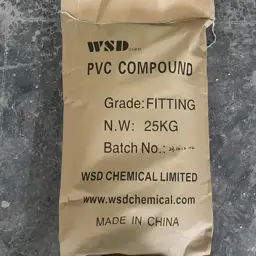 WSD
PVC COMPOUND
Grade: FITTING
N.W: 25KG
Batch No.:
WSD CHEMICAL LIMITED
www.wsdchemical.com
MADE IN CHINA